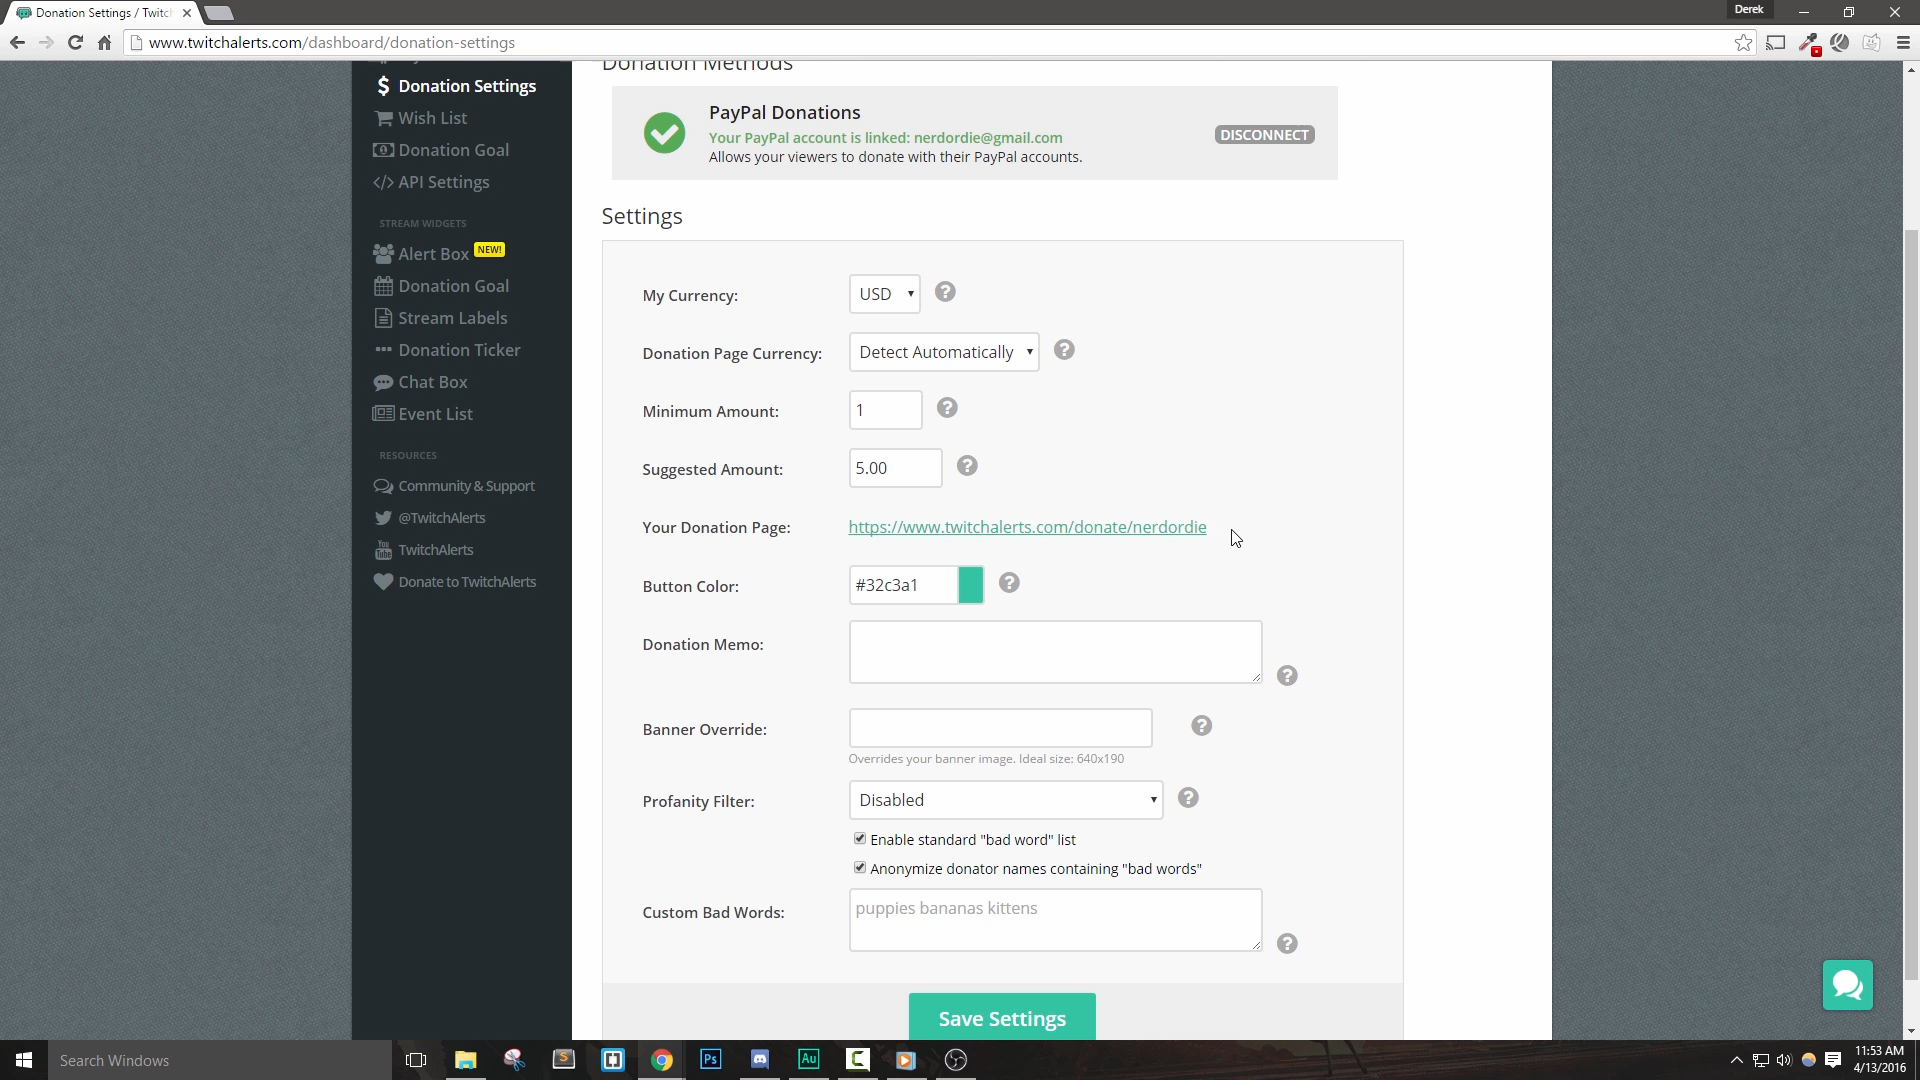 Donation Settings / Twitch
Derek
www.twitchalerts.com/dashboard/donation-settings
Donation Settings
Wish List
Donation Goal
API Settings
STREAM WIDGETS
Alert Box NEW!
Donation Goal
Stream Labels
Donation Ticker
Chat Box
Event List
RESOURCES
Community & Support
@TwitchAlerts
You Tube TwitchAlerts
Donate to TwitchAlerts
Donation Methods
PayPal Donations
Your PayPal account is linked: nerdordie@gmail.com
Allows your viewers to donate with their PayPal accounts.
DISCONNECT
Settings
My Currency: USD ?
Donation Page Currency: Detect Automatically ?
Minimum Amount: 1 ?
Suggested Amount: 5.00 ?
Your Donation Page: https://www.twitchalerts.com/donate/nerdordie
Button Color: #32c3a1 ?
Donation Memo: ?
Banner Override: ?
Overrides your banner image. Ideal size: 640x190
Profanity Filter: Disabled ?
Enable standard "bad word" list
Anonymize donator names containing "bad words"
Custom Bad Words: puppies bananas kittens ?
Save Settings
Search Windows
S
Ps
Au
C
11:53 AM
4/13/2016